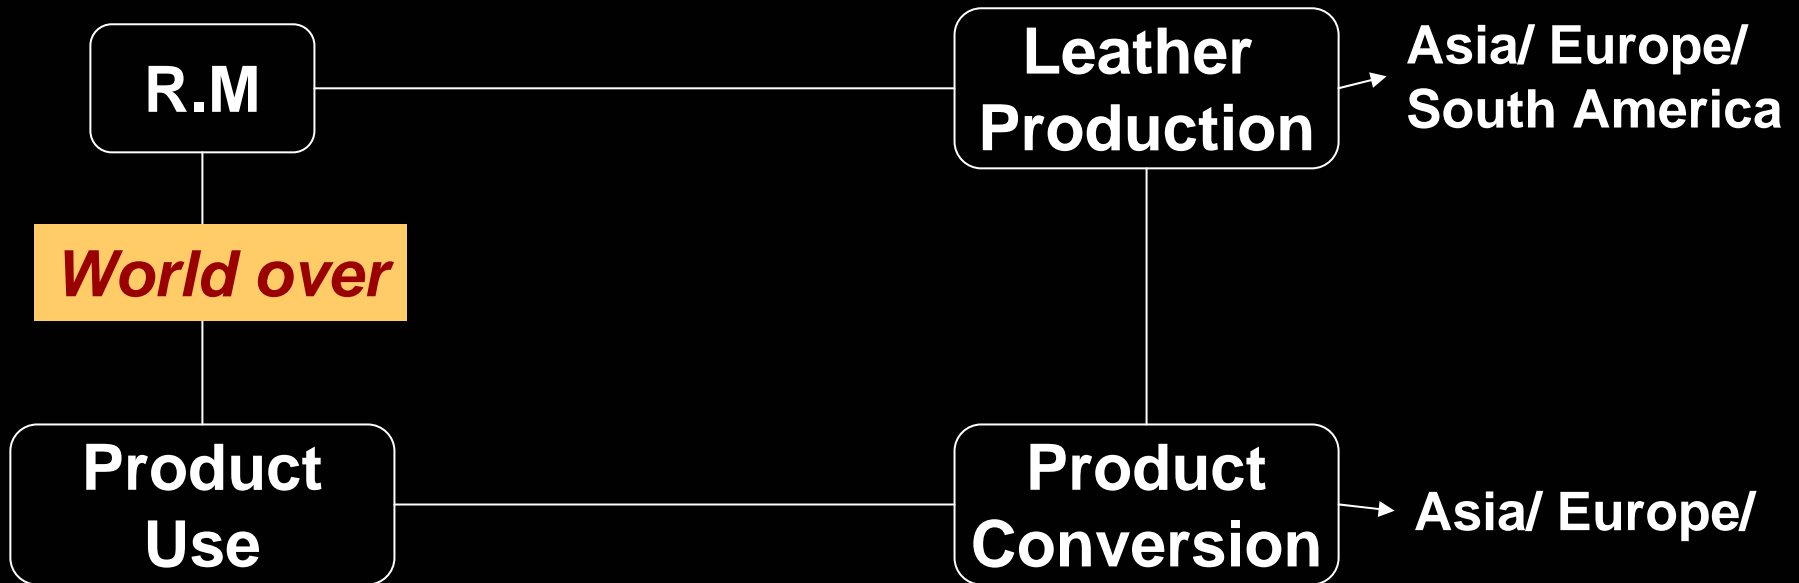 R.M
Leather
Production
Asia/ Europe/
South America
World over
Product
Use
Product
Conversion
Asia/ Europe/